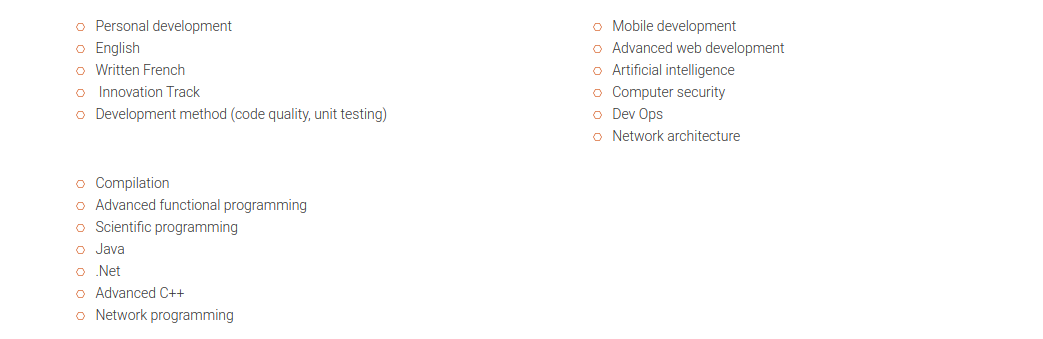 Personal development
English
Written French
Innovation Track
Development method (code quality, unit testing)
Mobile development
Advanced web development
Artificial intelligence
Computer security
Dev Ops
Network architecture
Compilation
Advanced functional programming
Scientific programming
Java
.Net
Advanced C++
Network programming